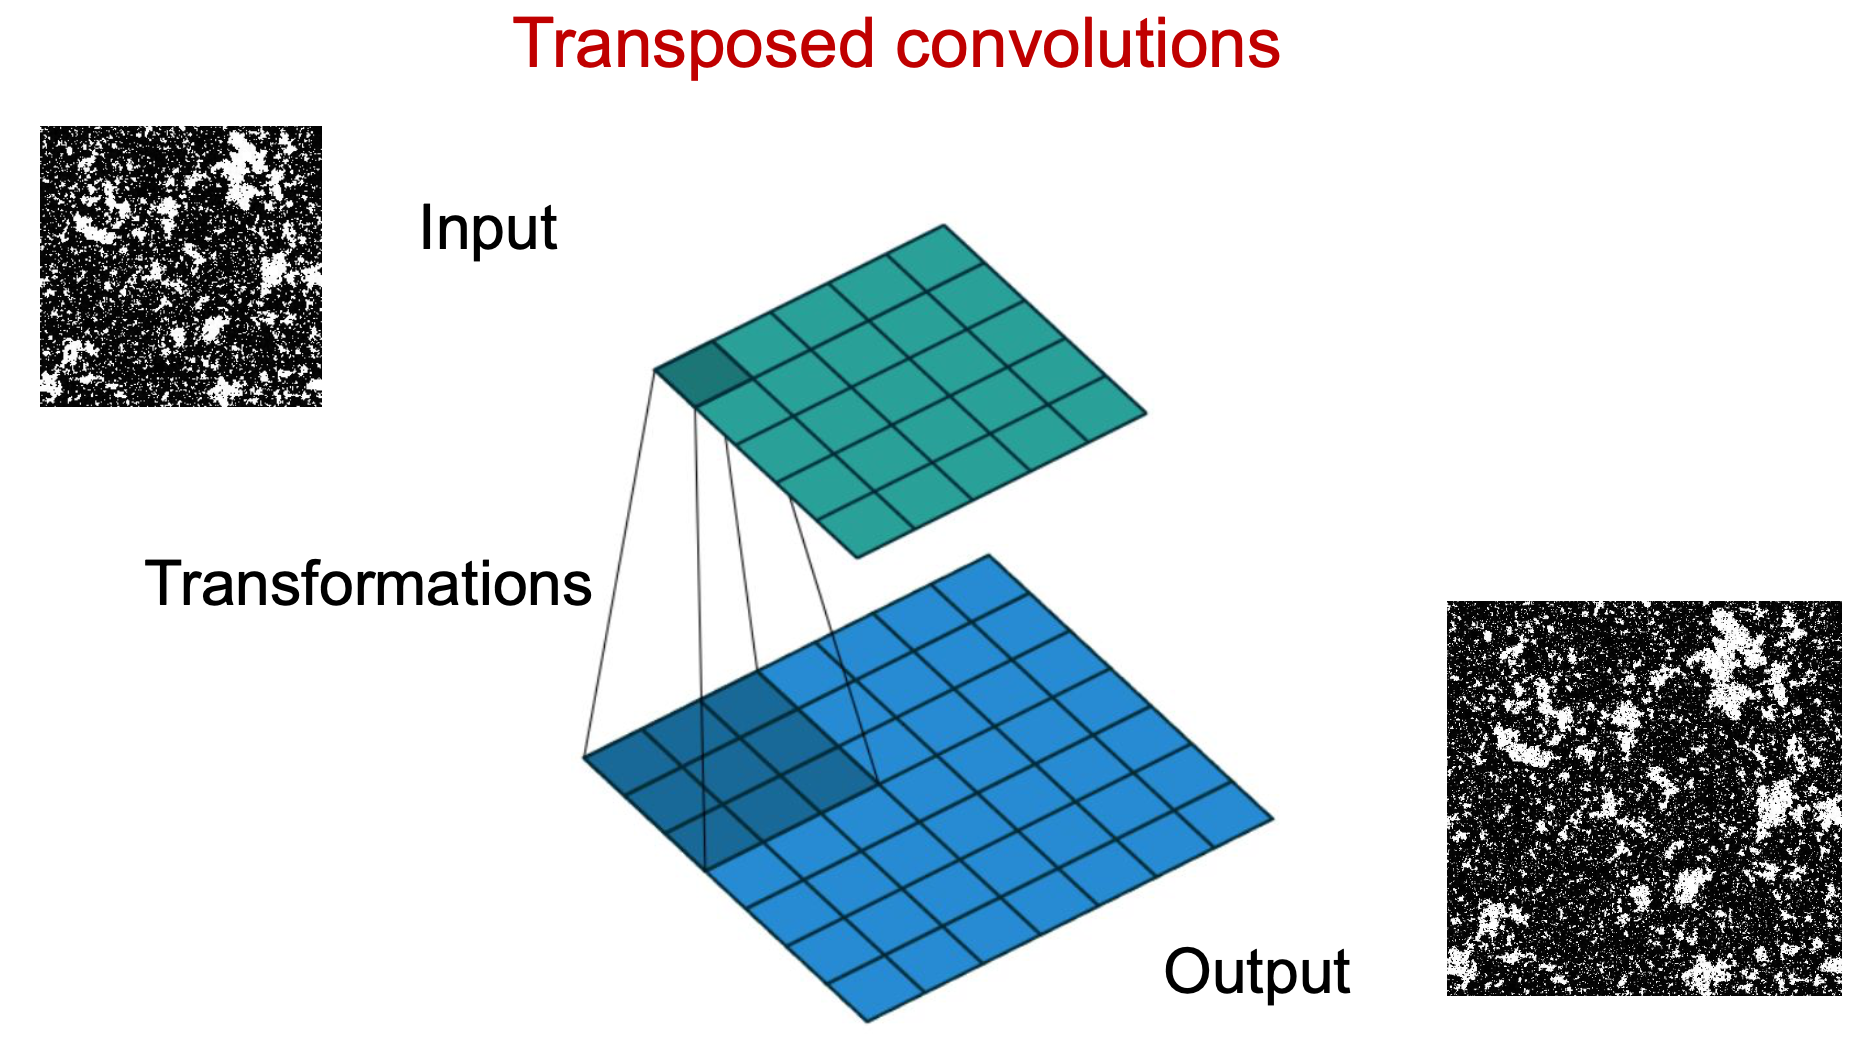 Transposed convolutions
Input
Transformations
Output